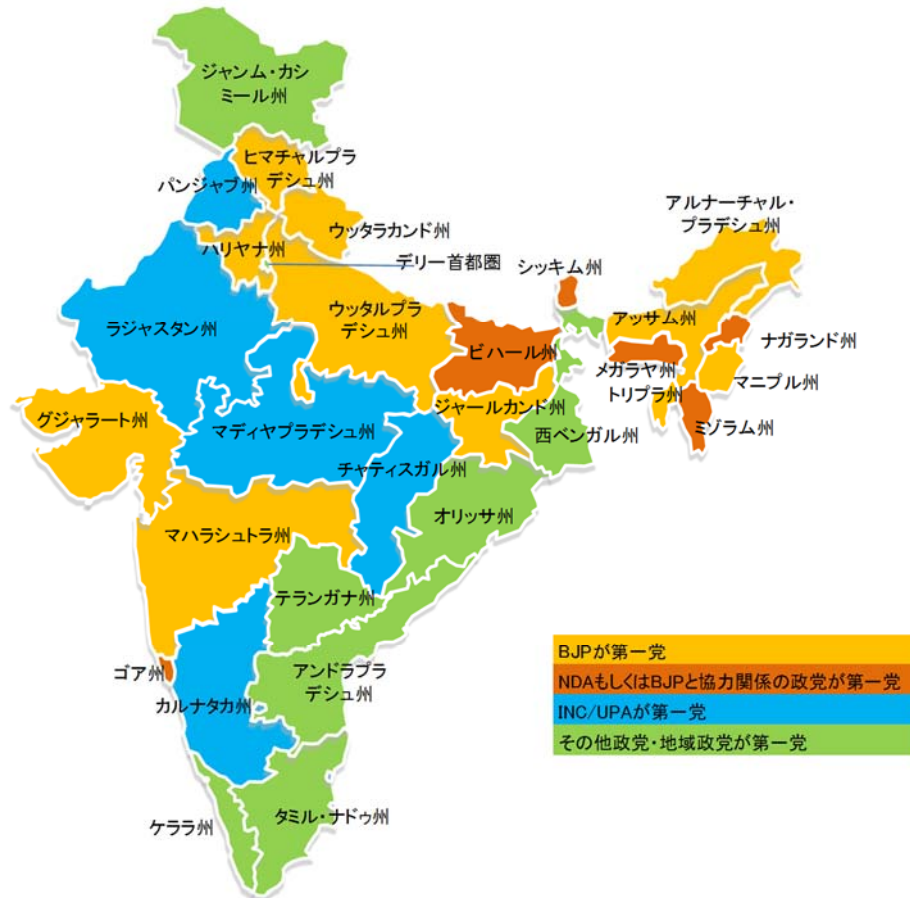 ジャンム・カシ
ミール州
ヒマチャルプラ
デシュ州
パンジャブ州
ウッタラカンド州
ハリヤナ州
デリー首都圏
アルナーチャル・
プラデシュ州
シッキム州
ラジャスタン州
ウッタルプラ
デシュ州
ビハール州
アッサム州
ナガランド州
メガラヤ州
トリプラ州
マニプル州
ミゾラム州
グジャラート州
マディヤプラデシュ州
ジャールカンド州
西ベンガル州
チャティスガル州
オリッサ州
マハラシュトラ州
テランガナ州
ゴア州
カルナタカ州
アンドラプラ
デシュ州
ケララ州
タミル・ナドゥ州
BJPが第一党
NDAもしくはBJPと協力関係の政党が第一党
INC/UPAが第一党
その他政党・地域政党が第一党